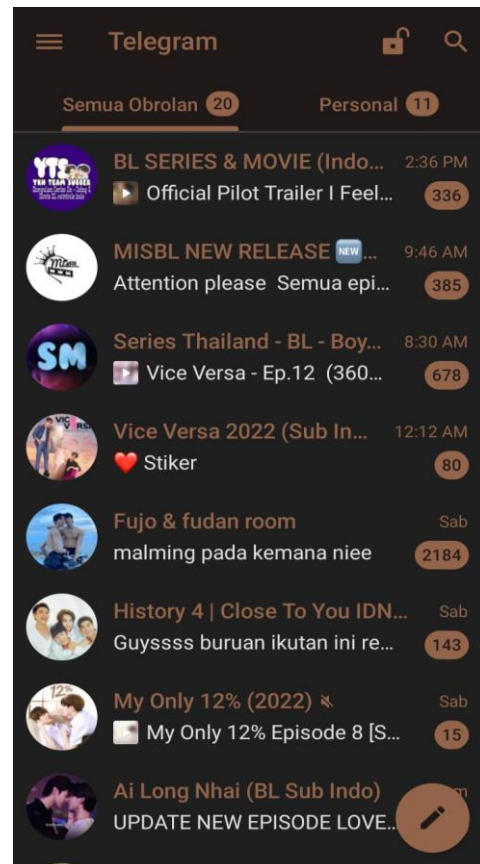 Telegram
Semua Obrolan 20
Personal 11
BL SERIES & MOVIE (Indo... 2:36 PM
Official Pilot Trailer I Feel... 336
MISBL NEW RELEASE NEW... 9:46 AM
Attention please Semua epi... 385
SM
Series Thailand - BL - Boy... 8:30 AM
Vice Versa - Ep.12 (360... 678
Vice Versa 2022 (Sub In... 12:12 AM
❤️ Stiker 80
Fujo & fudan room Sab
malming pada kemana niee 2184
History 4 | Close To You IDN... Sab
Guyssss buruan ikutan ini re... 143
12%
My Only 12% (2022) Sab
My Only 12% Episode 8 [S... 15
Ai Long Nhai (BL Sub Indo)
UPDATE NEW EPISODE LOVE...